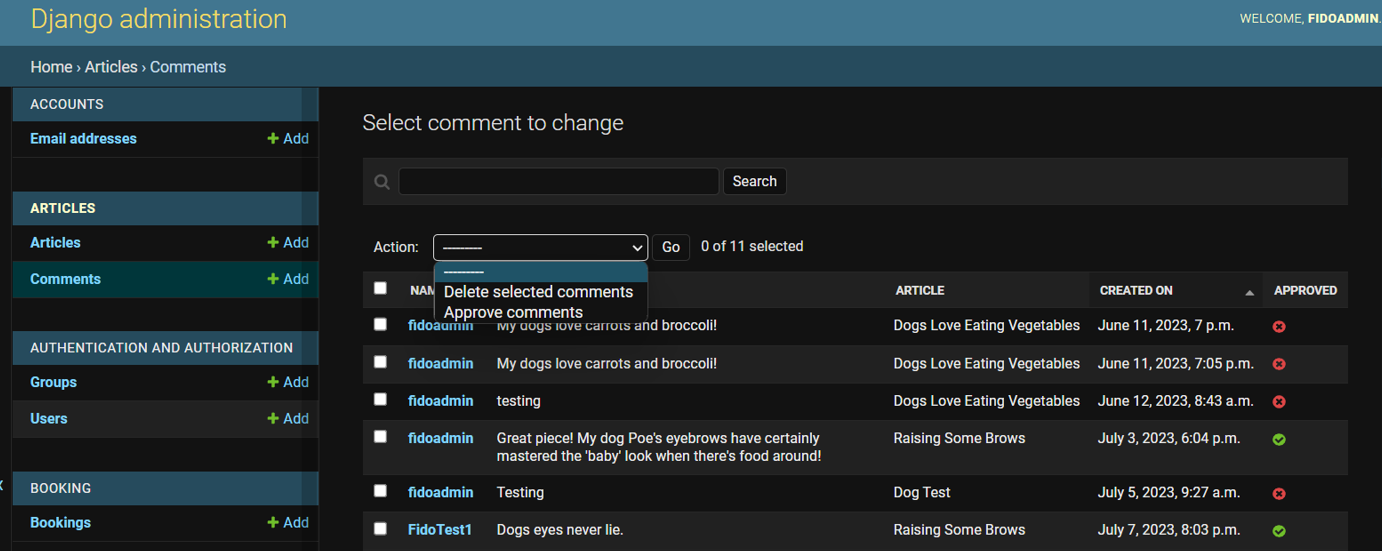 Django administration
WELCOME, FIDOADMIN.
Home › Articles › Comments
ACCOUNTS
Email addresses
Add
ARTICLES
Articles
Add
Comments
Add
AUTHENTICATION AND AUTHORIZATION
Groups
Add
Users
Add
BOOKING
Bookings
Add
Select comment to change
Search
Action:
---------
Go
0 of 11 selected
---------
Delete selected comments
Approve comments
ARTICLE
CREATED ON
APPROVED
fidoadmin
My dogs love carrots and broccoli!
Dogs Love Eating Vegetables
June 11, 2023, 7 p.m.
fidoadmin
My dogs love carrots and broccoli!
Dogs Love Eating Vegetables
June 11, 2023, 7:05 p.m.
fidoadmin
testing
Dogs Love Eating Vegetables
June 12, 2023, 8:43 a.m.
fidoadmin
Great piece! My dog Poe's eyebrows have certainly
mastered the 'baby' look when there's food around!
Raising Some Brows
July 3, 2023, 6:04 p.m.
fidoadmin
Testing
Dog Test
July 5, 2023, 9:27 a.m.
FidoTest1
Dogs eyes never lie.
Raising Some Brows
July 7, 2023, 8:03 p.m.